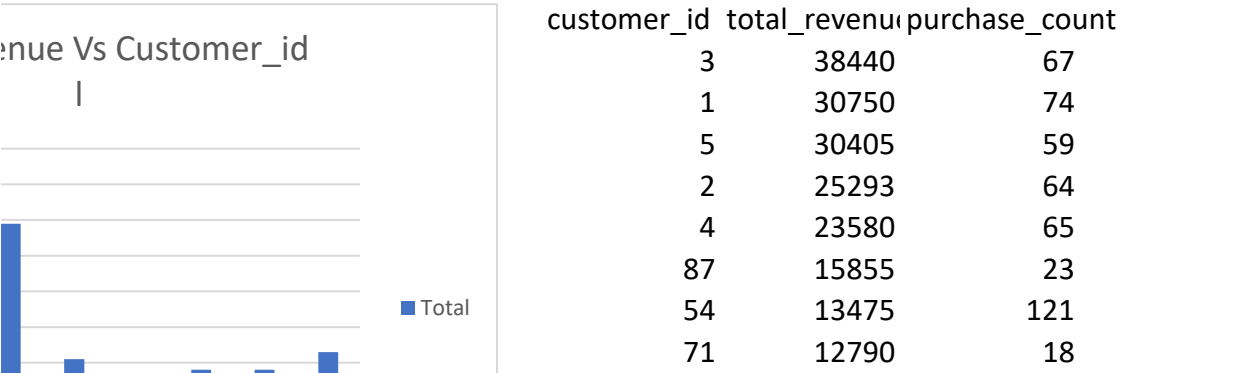 enue Vs Customer_id
l
Total
customer_id total_revenu purchase_count
3 38440 67
1 30750 74
5 30405 59
2 25293 64
4 23580 65
87 15855 23
54 13475 121
71 12790 18